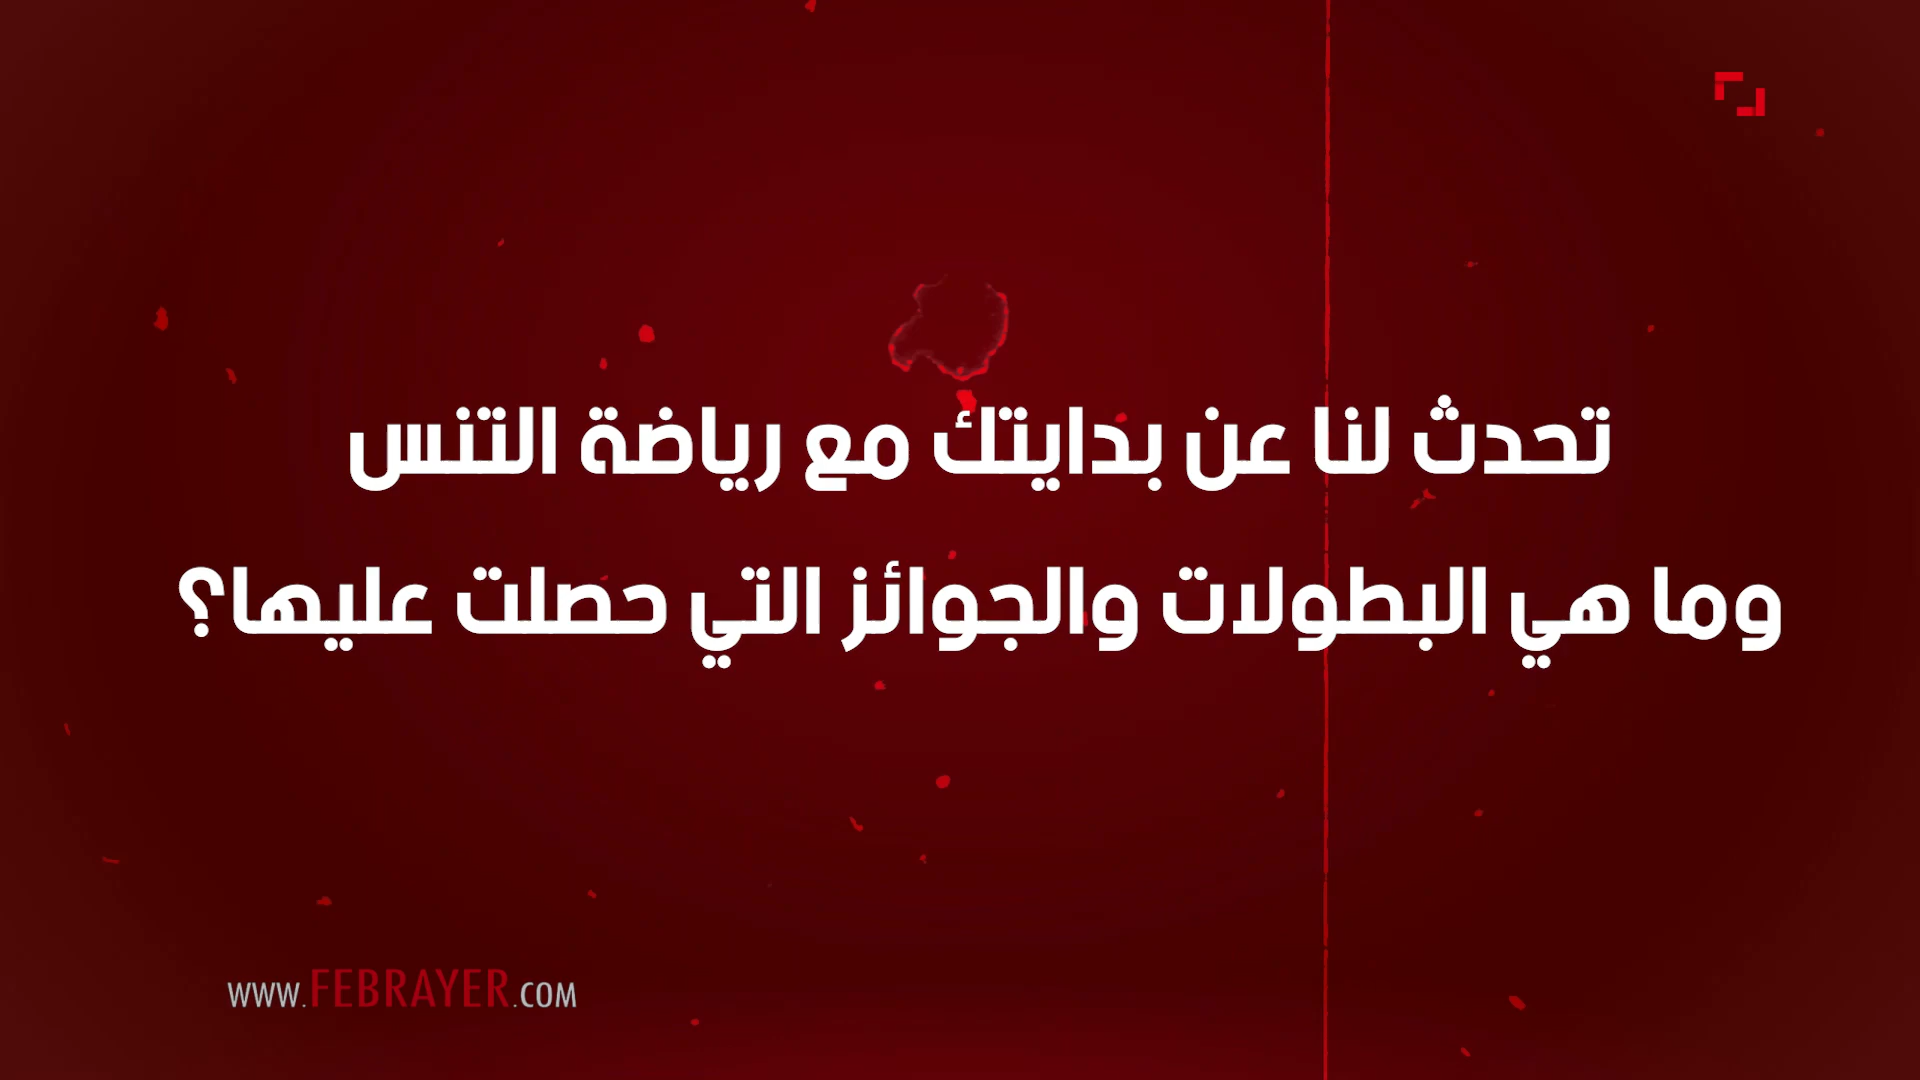 تحدث لنا عن بدايتك مع رياضة التنس
وما هي البطولات والجوائز التي حصلت عليها؟
WWW.FEBRAYER.COM